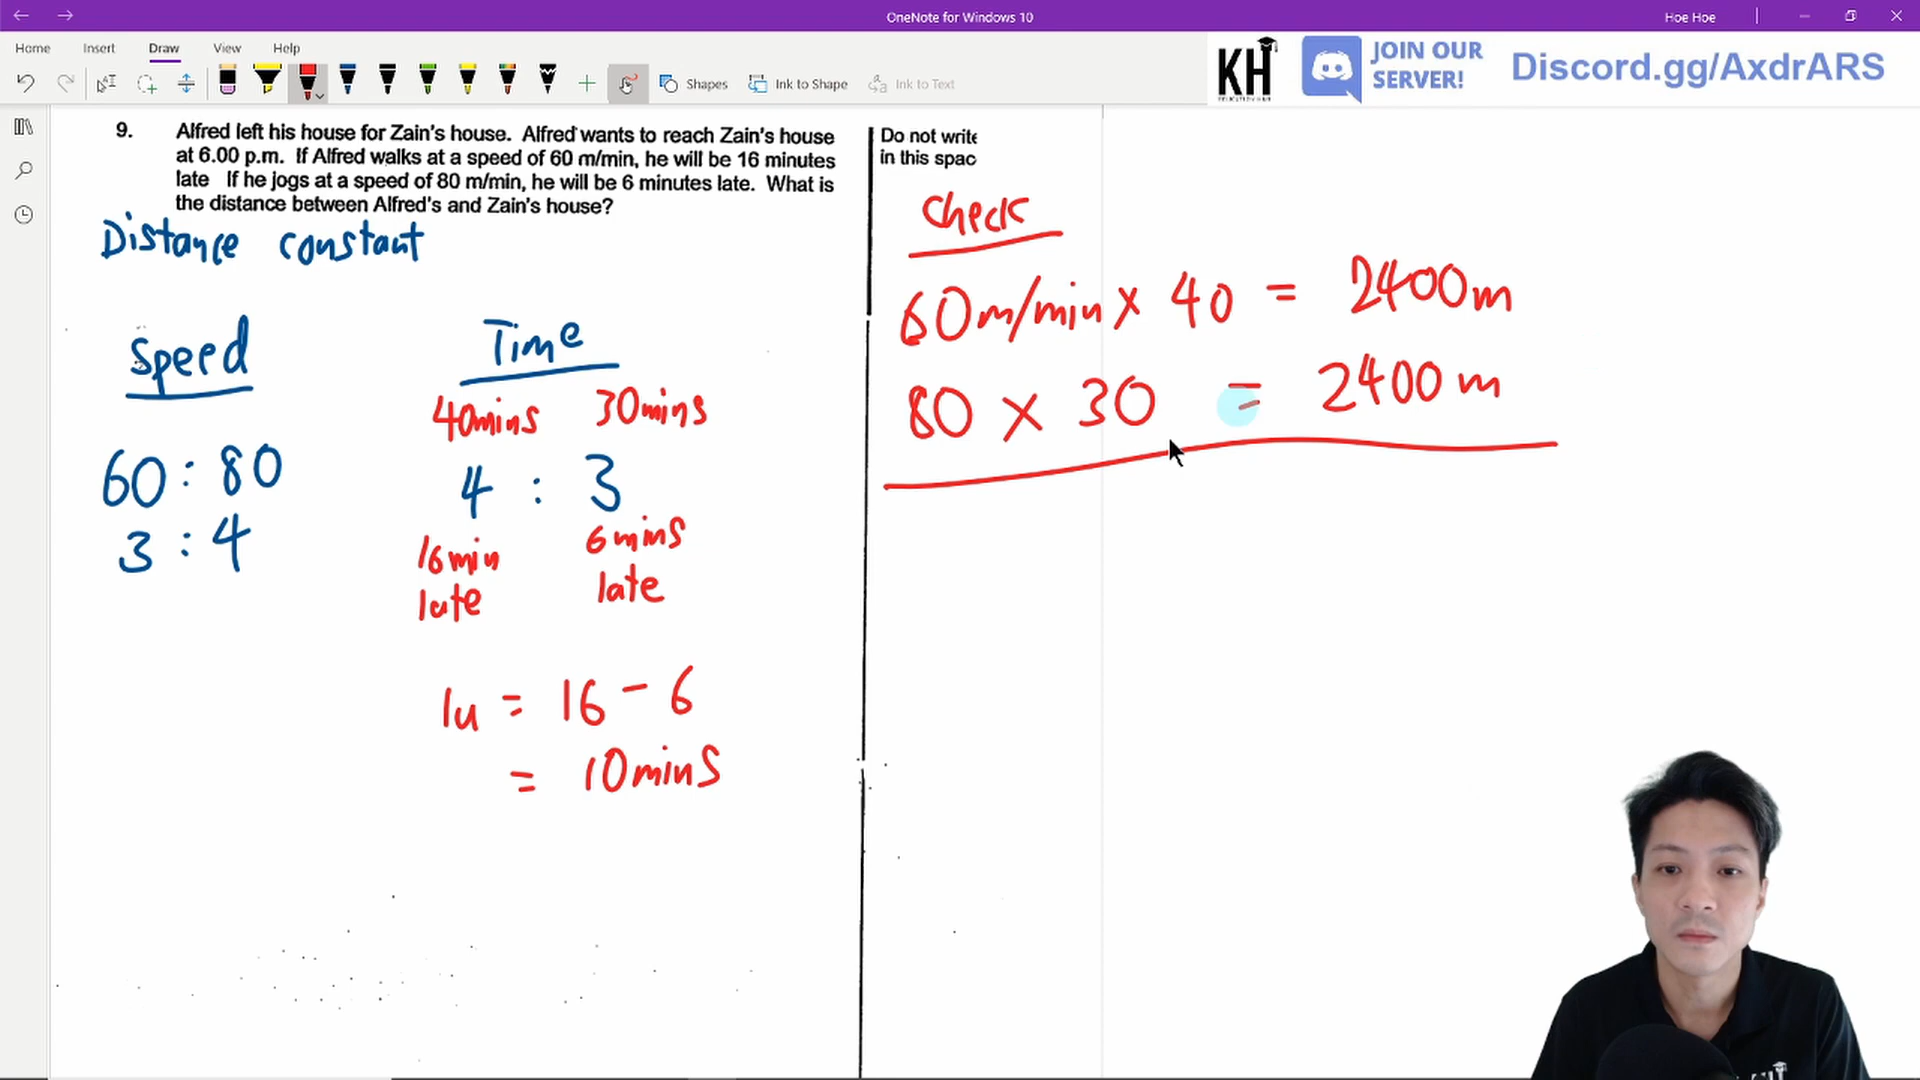 OneNote for Windows 10
Hoe Hoe
Home Insert Draw View Help
Shapes
Ink to Shape
Ink to Text
KH
JOIN OUR
SERVER!
Discord.gg/AxdrARS
9. Alfred left his house for Zain's house. Alfred wants to reach Zain's house
at 6.00 p.m. If Alfred walks at a speed of 60 m/min, he will be 16 minutes
late If he jogs at a speed of 80 m/min, he will be 6 minutes late. What is
the distance between Alfred's and Zain's house?
Do not write
in this spac
Distance constant
Speed
60 : 80
3 : 4
Time
40mins 30mins
4 : 3
16min 6mins
late late
1u = 16 - 6
= 10mins
Check
60m/min x 40 = 2400m
80 x 30 = 2400m